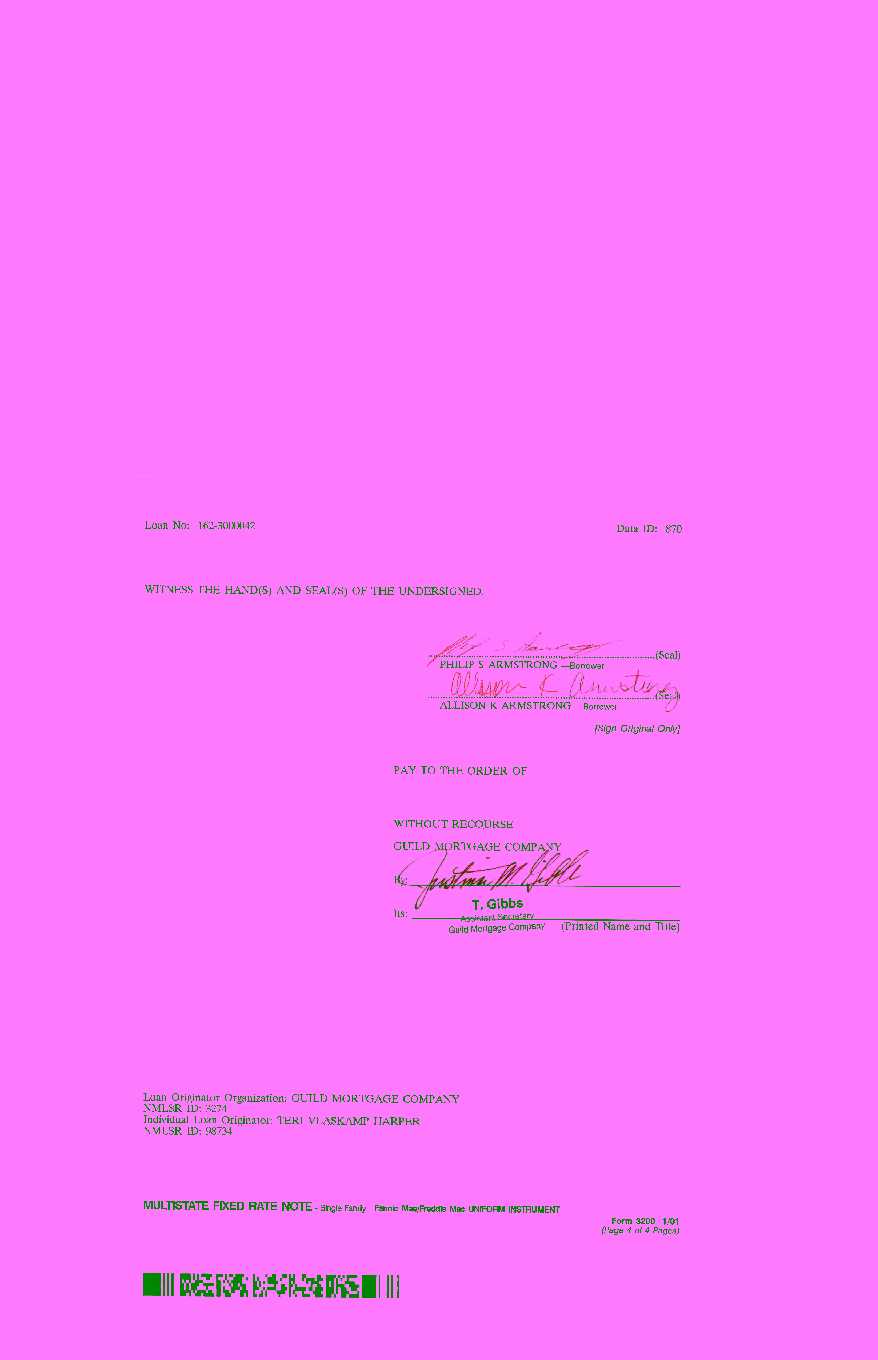 Loan No: 162-3000042
Data ID: 870
WITNESS THE HAND(S) AND SEAL(S) OF THE UNDERSIGNED.
(Seal)
PHILIP S ARMSTRONG —Borrower
Allison K Armstrong (Seal)
ALLISON K ARMSTRONG —Borrower
[Sign Original Only]
PAY TO THE ORDER OF
WITHOUT RECOURSE
GUILD MORTGAGE COMPANY
By:
T. Gibbs
Its: Assistant Secretary
Guild Mortgage Company (Printed Name and Title)
Loan Originator Organization: GUILD MORTGAGE COMPANY
NMLSR ID: 3274
Individual Loan Originator: TERI VLASKAMP HARPER
NMLSR ID: 98734
MULTISTATE FIXED RATE NOTE - Single Family - Fannie Mae/Freddie Mac UNIFORM INSTRUMENT
Form 3200 1/01
(Page 4 of 4 Pages)